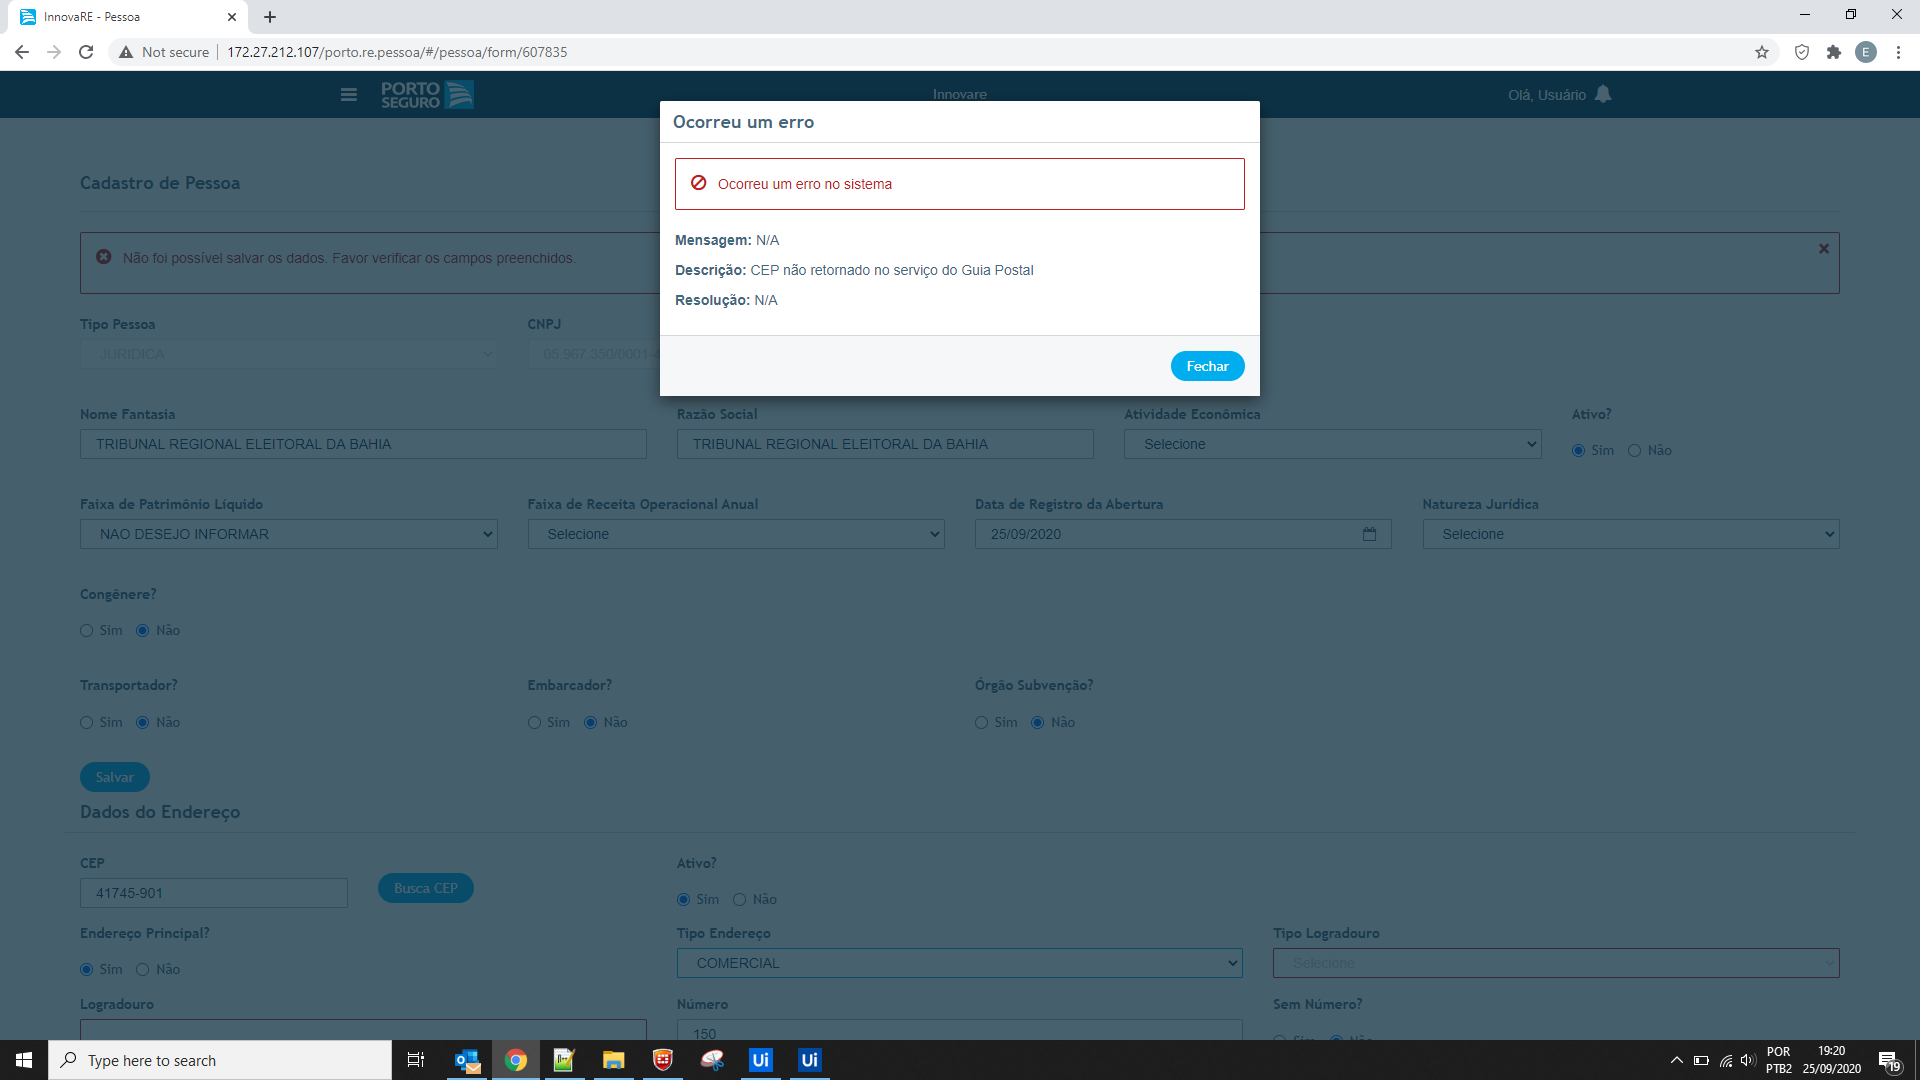 InnovaRE - Pessoa
Not secure
172.27.212.107/porto.re.pessoa/#/pessoa/form/607835
E
PORTO
SEGURO
Innovare
Olá, Usuário
Ocorreu um erro
Ocorreu um erro no sistema
Mensagem: N/A
Descrição: CEP não retornado no serviço do Guia Postal
Resolução: N/A
Fechar
Cadastro de Pessoa
Não foi possível salvar os dados. Favor verificar os campos preenchidos.
Tipo Pessoa
CNPJ
JURIDICA
05.967.350/0001-
Nome Fantasia
Razão Social
Atividade Econômica
Ativo?
TRIBUNAL REGIONAL ELEITORAL DA BAHIA
TRIBUNAL REGIONAL ELEITORAL DA BAHIA
Selecione
Sim
Não
Faixa de Patrimônio Líquido
Faixa de Receita Operacional Anual
Data de Registro da Abertura
Natureza Jurídica
NAO DESEJO INFORMAR
Selecione
25/09/2020
Selecione
Congênere?
Sim
Não
Transportador?
Embarcador?
Órgão Subvenção?
Sim
Não
Sim
Não
Sim
Não
Salvar
Dados do Endereço
CEP
Ativo?
41745-901
Busca CEP
Sim
Não
Endereço Principal?
Tipo Endereço
Tipo Logradouro
Sim
Não
COMERCIAL
Selecione
Logradouro
Número
Sem Número?
150
Sim
Não
Type here to search
Ui
Ui
POR
PTB2
19:20
25/09/2020
19